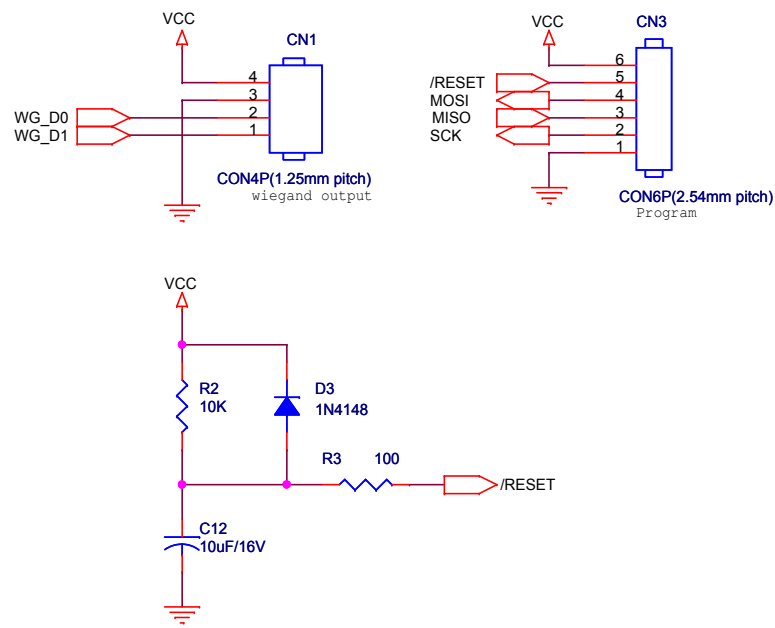 VCC
CN1
4
3
WG_D0
2
WG_D1
1
CON4P(1.25mm pitch)
wiegand output
VCC
CN3
6
/RESET
5
MOSI
4
MISO
3
SCK
2
1
CON6P(2.54mm pitch)
Program
VCC
R2
10K
D3
1N4148
R3
100
/RESET
C12
10uF/16V